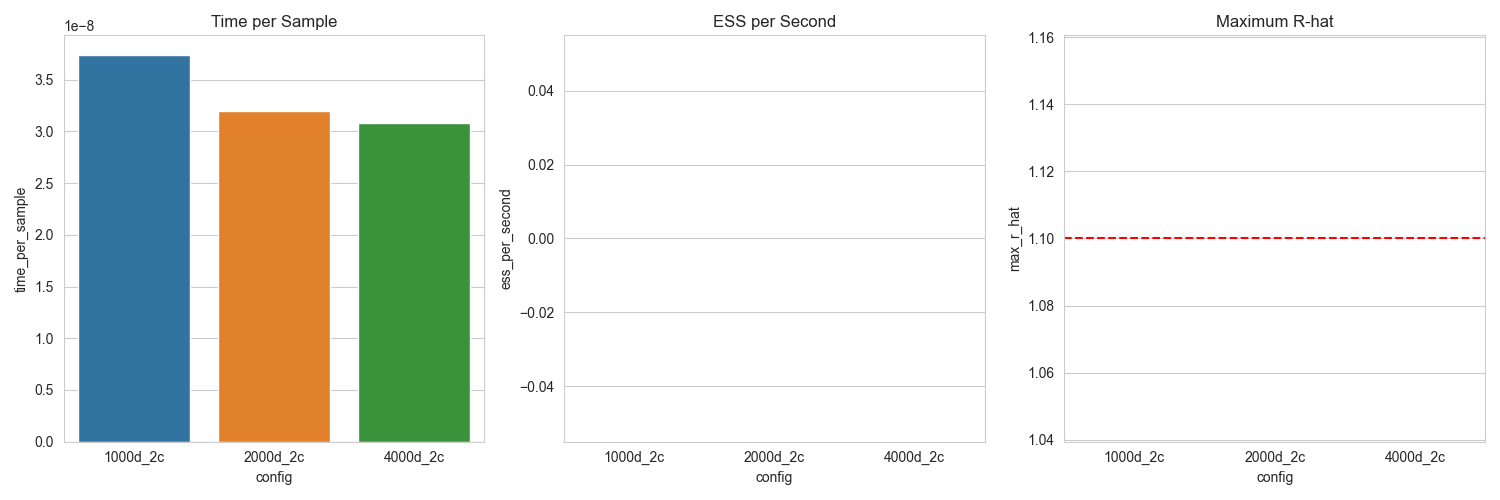 Time per Sample
1e−8
3.5
3.0
2.5
2.0
1.5
1.0
0.5
0.0
time_per_sample
1000d_2c
2000d_2c
4000d_2c
config
ESS per Second
0.04
0.02
0.00
−0.02
−0.04
ess_per_second
1000d_2c
2000d_2c
4000d_2c
config
Maximum R-hat
1.16
1.14
1.12
1.10
1.08
1.06
1.04
max_r_hat
1000d_2c
2000d_2c
4000d_2c
config